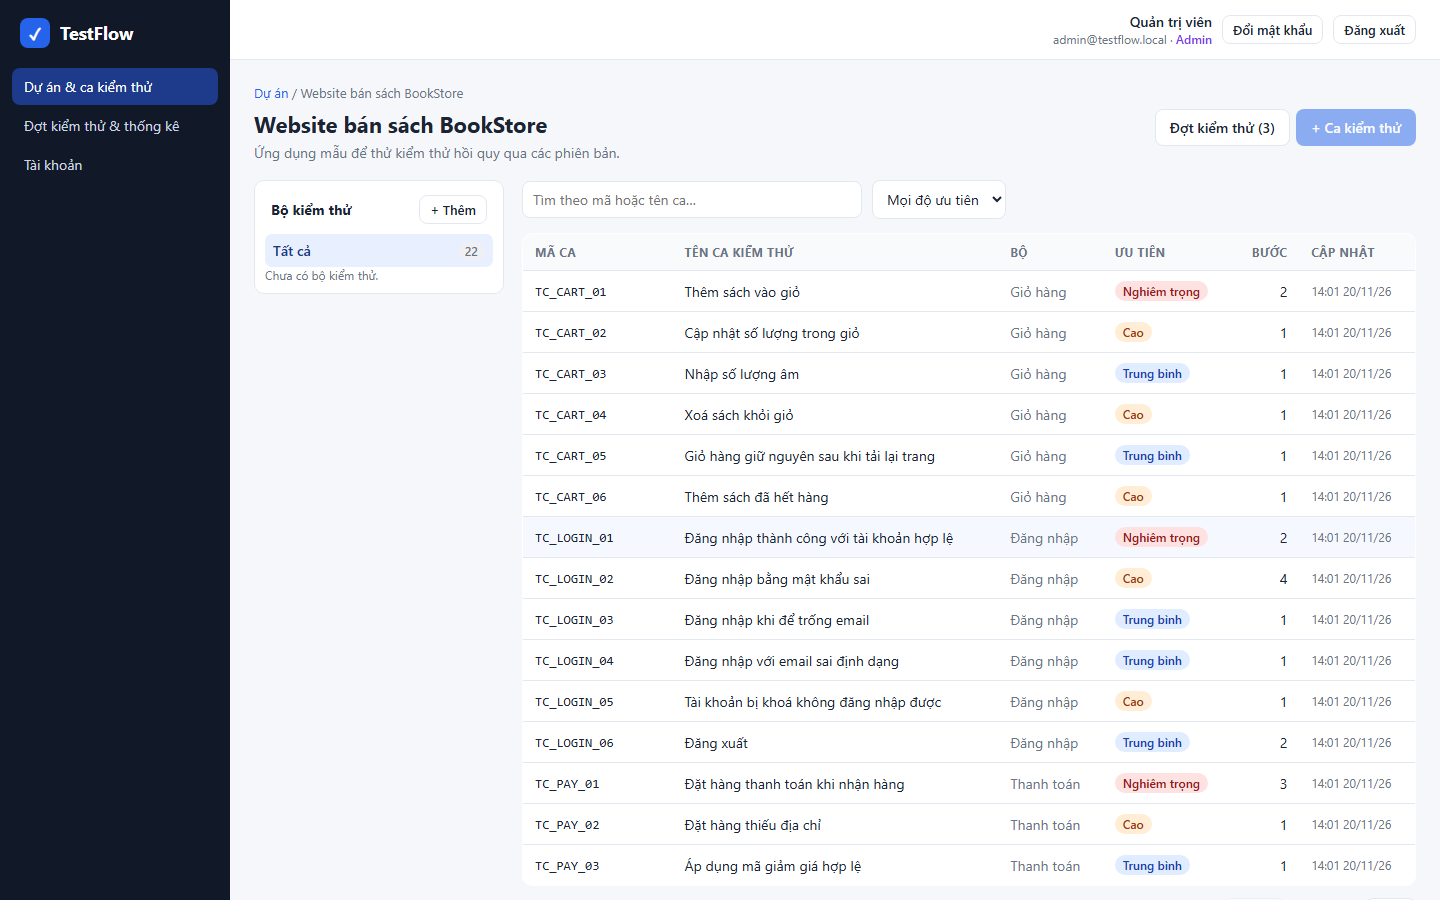 TestFlow
Dự án & ca kiểm thử
Đợt kiểm thử & thống kê
Tài khoản
Quản trị viên
admin@testflow.local · Admin
Đổi mật khẩu
Đăng xuất
Dự án / Website bán sách BookStore
Website bán sách BookStore
Ứng dụng mẫu để thử kiểm thử hồi quy qua các phiên bản.
Đợt kiểm thử (3)
+ Ca kiểm thử
Bộ kiểm thử
+ Thêm
Tất cả 22
Chưa có bộ kiểm thử.
Tìm theo mã hoặc tên ca...
Mọi độ ưu tiên
MÃ CA TÊN CA KIỂM THỬ BỘ ƯU TIÊN BƯỚC CẬP NHẬT
TC_CART_01 Thêm sách vào giỏ Giỏ hàng Nghiêm trọng 2 14:01 20/11/26
TC_CART_02 Cập nhật số lượng trong giỏ Giỏ hàng Cao 1 14:01 20/11/26
TC_CART_03 Nhập số lượng âm Giỏ hàng Trung bình 1 14:01 20/11/26
TC_CART_04 Xoá sách khỏi giỏ Giỏ hàng Cao 1 14:01 20/11/26
TC_CART_05 Giỏ hàng giữ nguyên sau khi tải lại trang Giỏ hàng Trung bình 1 14:01 20/11/26
TC_CART_06 Thêm sách đã hết hàng Giỏ hàng Cao 1 14:01 20/11/26
TC_LOGIN_01 Đăng nhập thành công với tài khoản hợp lệ Đăng nhập Nghiêm trọng 2 14:01 20/11/26
TC_LOGIN_02 Đăng nhập bằng mật khẩu sai Đăng nhập Cao 4 14:01 20/11/26
TC_LOGIN_03 Đăng nhập khi để trống email Đăng nhập Trung bình 1 14:01 20/11/26
TC_LOGIN_04 Đăng nhập với email sai định dạng Đăng nhập Trung bình 1 14:01 20/11/26
TC_LOGIN_05 Tài khoản bị khoá không đăng nhập được Đăng nhập Cao 1 14:01 20/11/26
TC_LOGIN_06 Đăng xuất Đăng nhập Trung bình 2 14:01 20/11/26
TC_PAY_01 Đặt hàng thanh toán khi nhận hàng Thanh toán Nghiêm trọng 3 14:01 20/11/26
TC_PAY_02 Đặt hàng thiếu địa chỉ Thanh toán Cao 1 14:01 20/11/26
TC_PAY_03 Áp dụng mã giảm giá hợp lệ Thanh toán Trung bình 1 14:01 20/11/26